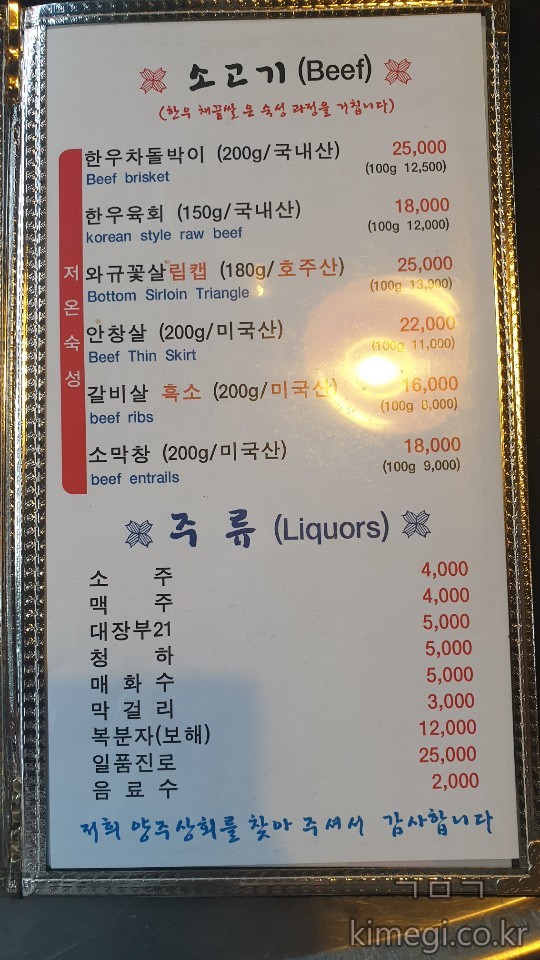 소고기 (Beef)
(한우 채끝쌀 은 숙성 과정을 거칩니다)
저온숙성
한우차돌박이 (200g/국내산) 25,000
Beef brisket (100g 12,500)
한우육회 (150g/국내산) 18,000
korean style raw beef (100g 12,000)
와규꽃살립캡 (180g/호주산) 25,000
Bottom Sirloin Triangle (100g 13,900)
안창살 (200g/미국산) 22,000
Beef Thin Skirt (100g 11,000)
갈비살 흑소 (200g/미국산) 16,000
beef ribs (100g 8,000)
소막창 (200g/미국산) 18,000
beef entrails (100g 9,000)
주류 (Liquors)
소 주 4,000
맥 주 4,000
대장부21 5,000
청 하 5,000
매 화 수 5,000
막 걸 리 3,000
복분자(보해) 12,000
일품진로 25,000
음 료 수 2,000
저희 양주상회를 찾아 주셔서 감사합니다
ㄱㅁㄱ
kimegi.co.kr